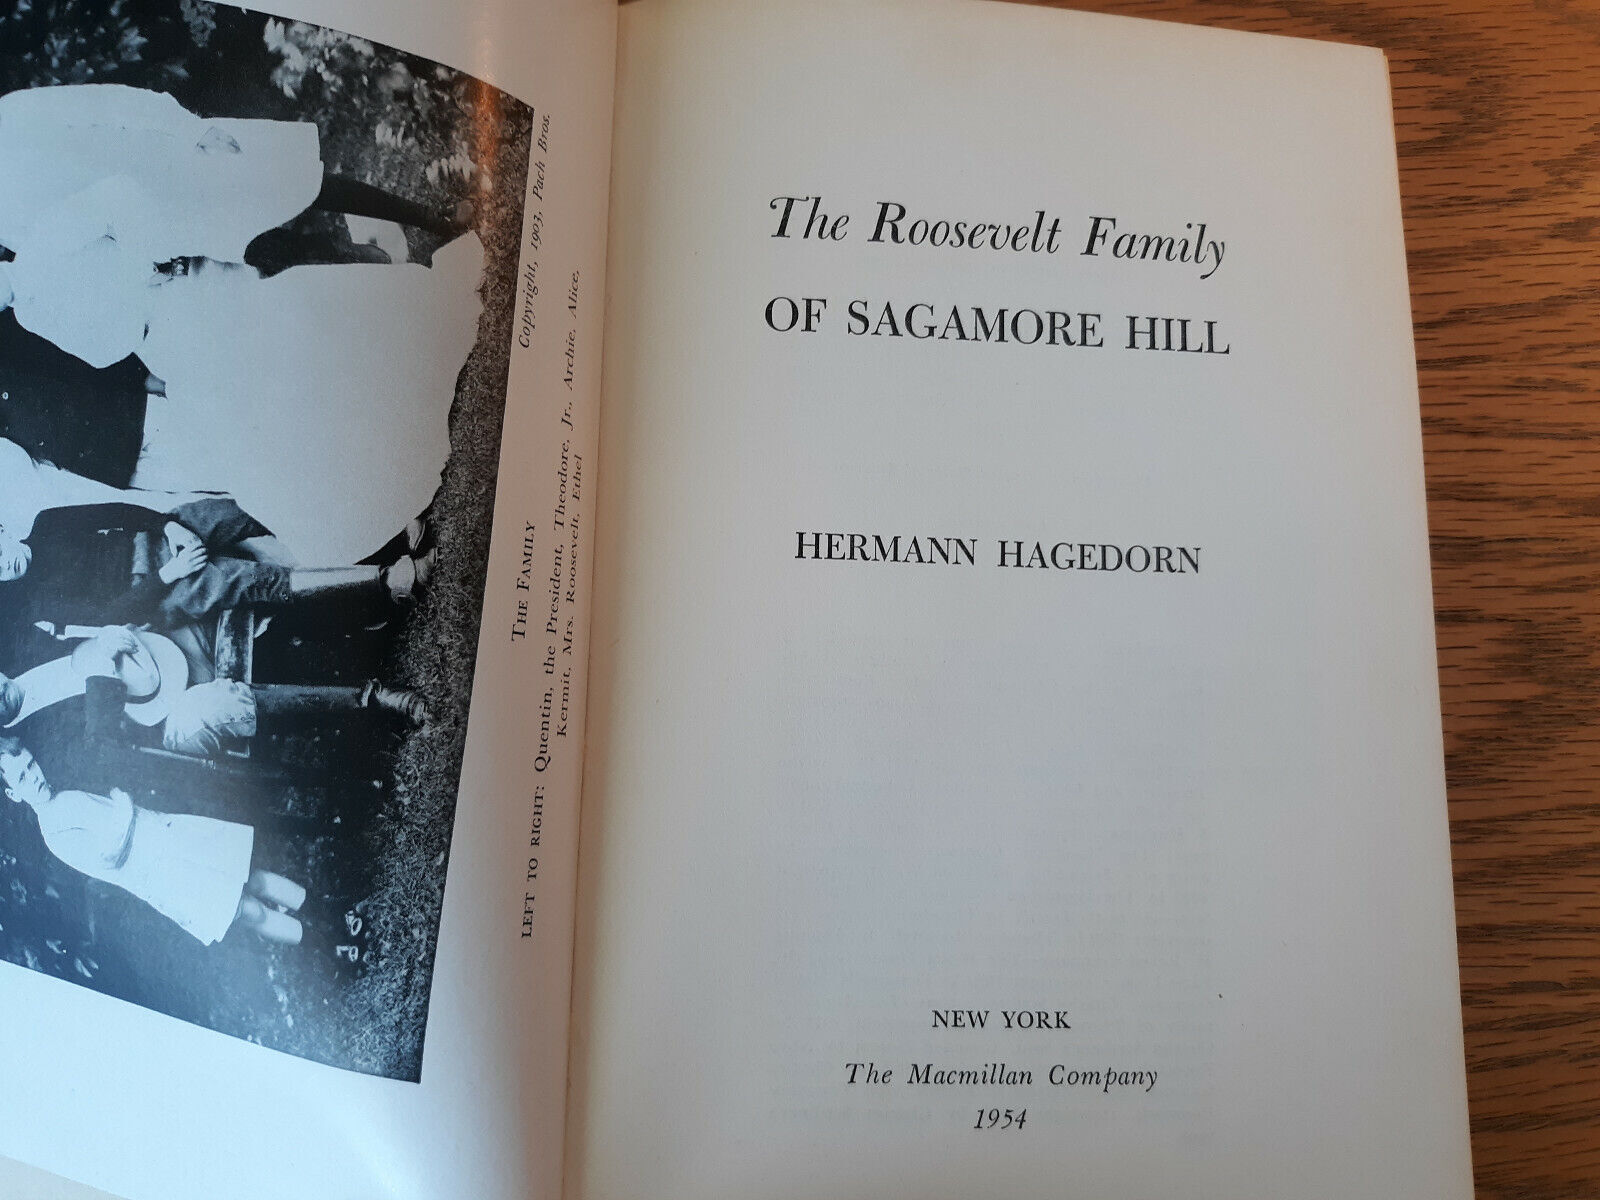 THE FAMILY
Copyright, 1903, Pach Bros.
LEFT TO RIGHT: Quentin, the President, Theodore, Jr., Archie, Alice,
Kermit, Mrs. Roosevelt, Ethel
The Roosevelt Family
OF SAGAMORE HILL
HERMANN HAGEDORN
NEW YORK
The Macmillan Company
1954